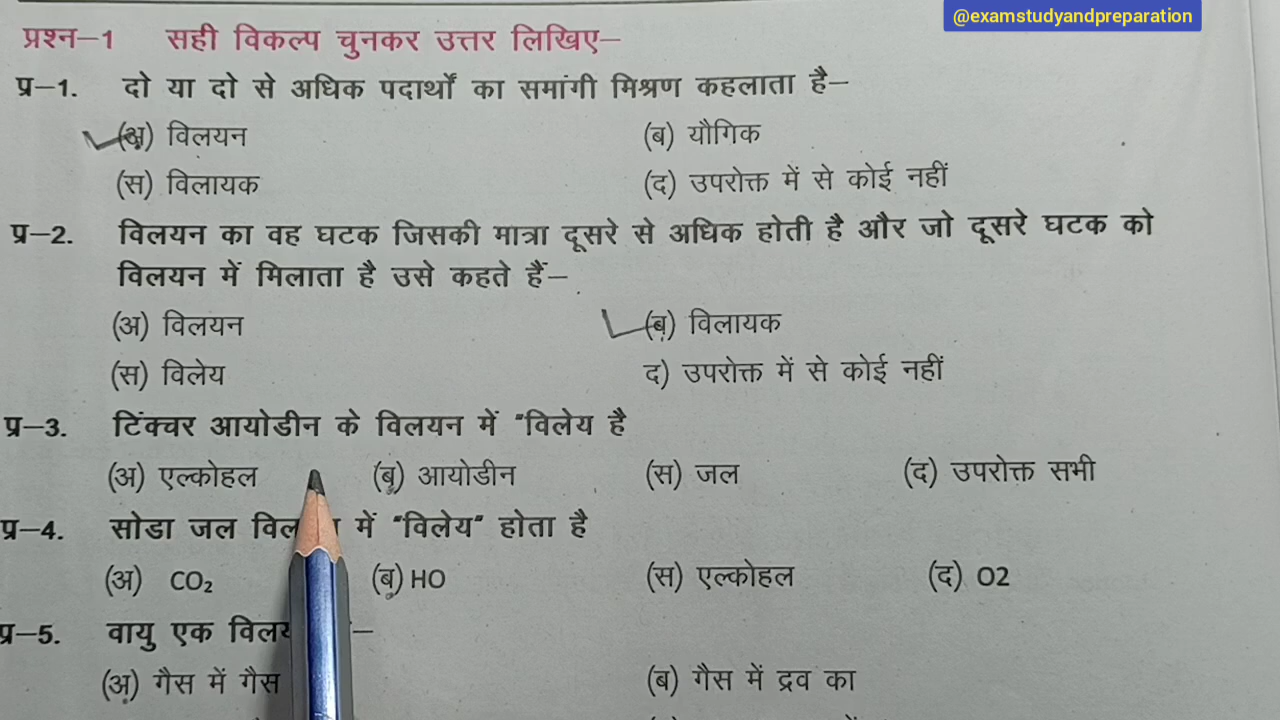 @examstudyandpreparation
प्रश्न–1 सही विकल्प चुनकर उत्तर लिखिए–
प्र–1. दो या दो से अधिक पदार्थों का समांगी मिश्रण कहलाता है–
(अ) विलयन (ब) यौगिक
(स) विलायक (द) उपरोक्त में से कोई नहीं
प्र–2. विलयन का वह घटक जिसकी मात्रा दूसरे से अधिक होती है और जो दूसरे घटक को
विलयन में मिलाता है उसे कहते हैं–
(अ) विलयन (ब) विलायक
(स) विलेय द) उपरोक्त में से कोई नहीं
प्र–3. टिंक्चर आयोडीन के विलयन में "विलेय है
(अ) एल्कोहल (ब) आयोडीन (स) जल (द) उपरोक्त सभी
प्र–4. सोडा जल में "विलेय" होता है
(अ) CO₂ (ब) HO (स) एल्कोहल (द) O2
प्र–5. वायु एक
(अ) गैस में गैस (ब) गैस में द्रव का